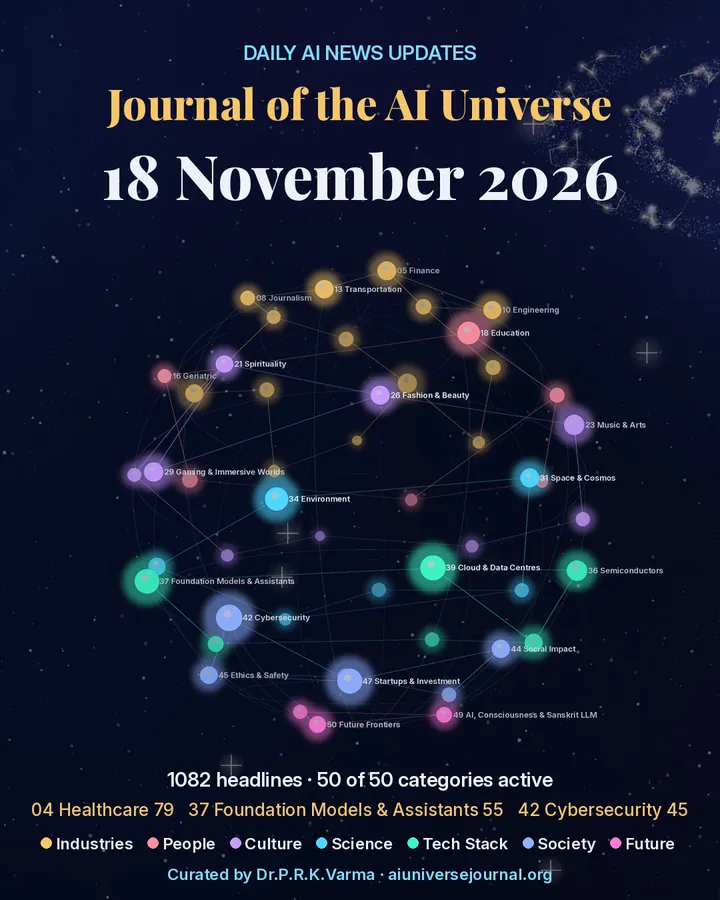 DAILY AI NEWS UPDATES
Journal of the AI Universe
18 November 2026
05 Finance
13 Transportation
08 Journalism
10 Engineering
18 Education
21 Spirituality
16 Geriatric
26 Fashion & Beauty
23 Music & Arts
29 Gaming & Immersive Worlds
31 Space & Cosmos
34 Environment
39 Cloud & Data Centres
36 Semiconductors
37 Foundation Models & Assistants
42 Cybersecurity
44 Social Impact
45 Ethics & Safety
47 Startups & Investment
49 AI, Consciousness & Sanskrit LLM
50 Future Frontiers
1082 headlines · 50 of 50 categories active
04 Healthcare 79 37 Foundation Models & Assistants 55 42 Cybersecurity 45
Industries People Culture Science Tech Stack Society Future
Curated by Dr.P.R.K.Varma · aiuniversejournal.org